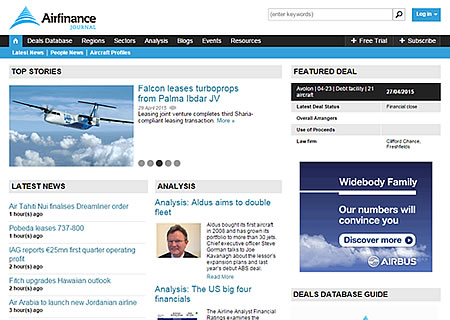 Airfinance
JOURNAL
(enter keywords)
Log in
Deals Database Regions Sectors Analysis Blogs Events Resources + Free Trial + Subscribe
Latest News | People News | Aircraft Profiles
TOP STORIES
Falcon leases turboprops
from Palma Ibdar JV
29 April 2015
Leasing joint venture completes third Sharia-
compliant leasing transaction. More »
LATEST NEWS
Air Tahiti Nui finalises Dreamliner order
1 hour(s) ago
Pobeda leases 737-800
1 hour(s) ago
IAG reports €25mn first quarter operating
profit
2 hour(s) ago
Fitch upgrades Hawaiian outlook
2 hour(s) ago
Air Arabia to launch new Jordanian airline
3 hour(s) ago
ANALYSIS
Analysis: Aldus aims to double
fleet
Aldus bought its first aircraft
in 2008 and has grown its
portfolio to more than 32 jets.
Chief executive officer Steve
Gorman talks to Joe
Kavanagh about the lessor's
expansion plans and last
year's debut ABS deal.
Read More
Analysis: The US big four
financials
The Airline Analyst Financial
Ratings examines the
FEATURED DEAL
Avolon | 04-23 | Debt facility | 21
aircraft
27/04/2015
Latest Deal Status Financial close
Overall Arrangers
Use of Proceeds
Law firm Clifford Chance,
Freshfields
Widebody Family
Our numbers will
convince you
Discover more
AIRBUS
DEALS DATABASE GUIDE